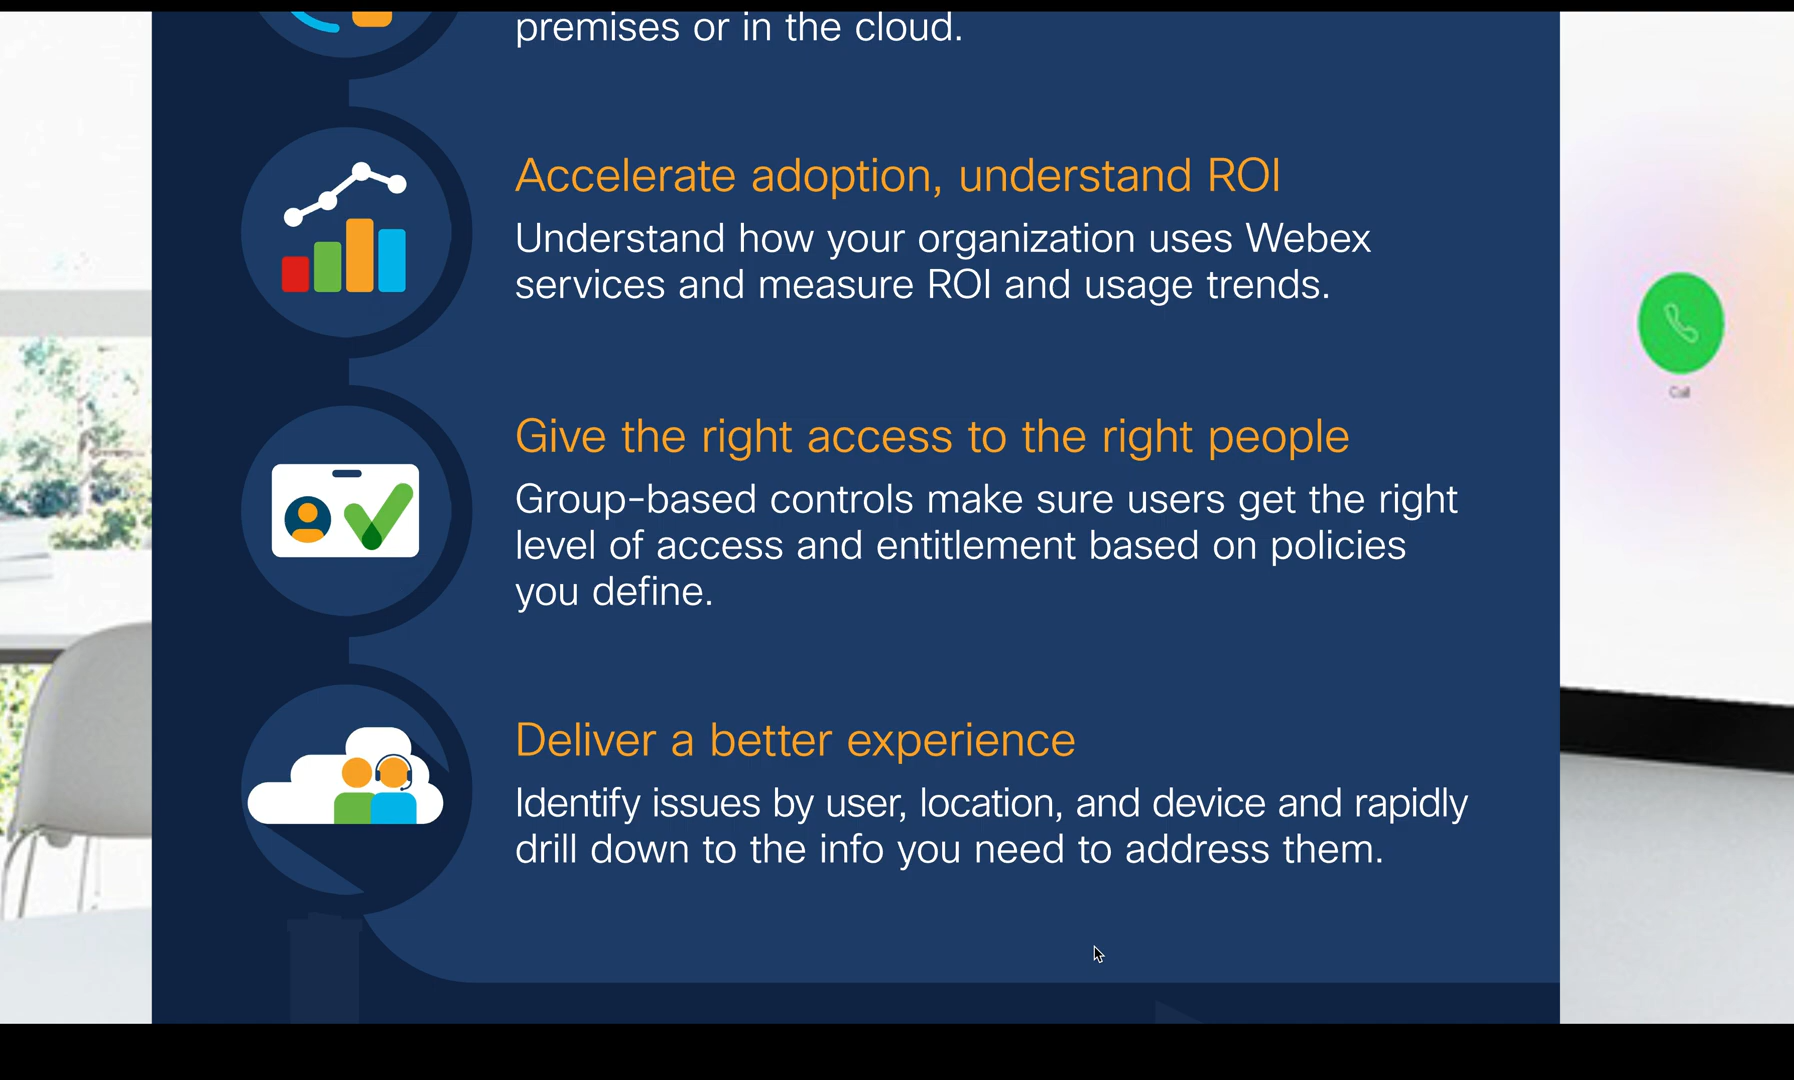 premises or in the cloud.
Accelerate adoption, understand ROI
Understand how your organization uses Webex
services and measure ROI and usage trends.
Call
Give the right access to the right people
Group-based controls make sure users get the right
level of access and entitlement based on policies
you define.
Deliver a better experience
Identify issues by user, location, and device and rapidly
drill down to the info you need to address them.